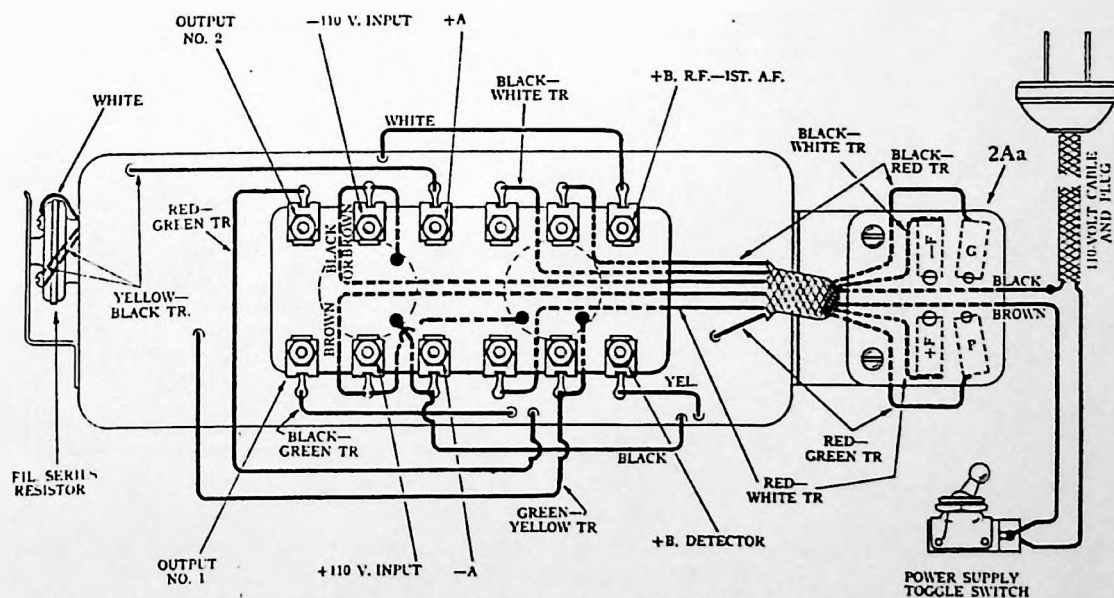 OUTPUT
NO. 2
—110 V. INPUT
+A
BLACK—
WHITE TR
+B. R.F.—1ST. A.F.
WHITE
WHITE
BLACK—
WHITE TR
BLACK—
RED TR
2Aa
110-VOLT CABLE
AND PLUG
RED—
GREEN TR
BLACK
OR BROWN
—F
G
YELLOW—
BLACK TR.
BROWN
BLACK
BROWN
+F
P
YEL.
BLACK—
GREEN TR
BLACK
RED—
GREEN TR
FIL. SERIES
RESISTOR
RED—
WHITE TR
GREEN—
YELLOW TR
+B. DETECTOR
OUTPUT
NO. 1
+110 V. INPUT
—A
POWER SUPPLY
TOGGLE SWITCH